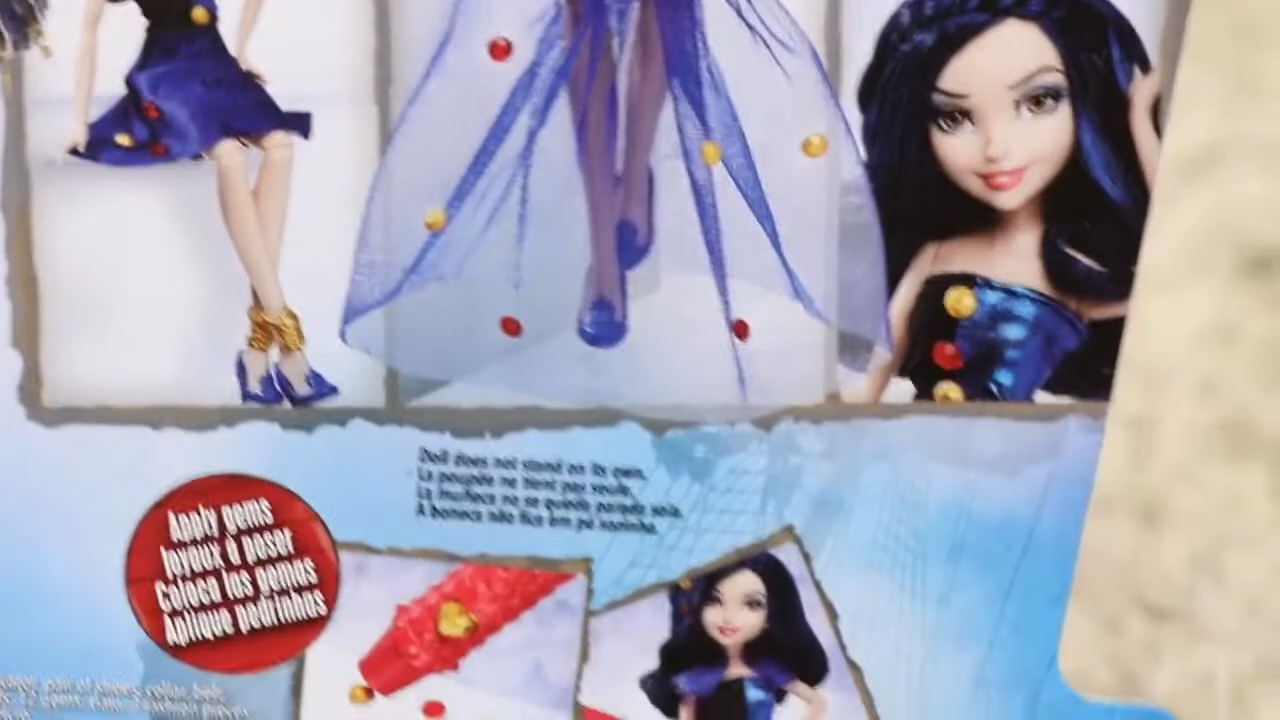 Doll does not stand on its own.
La poupée ne tient pas seule.
La muñeca no se queda parada sola.
A boneca não fica em pé sozinha.
Apply gems
Joyaux à poser
Coloca las gemas
Aplique pedrinhas